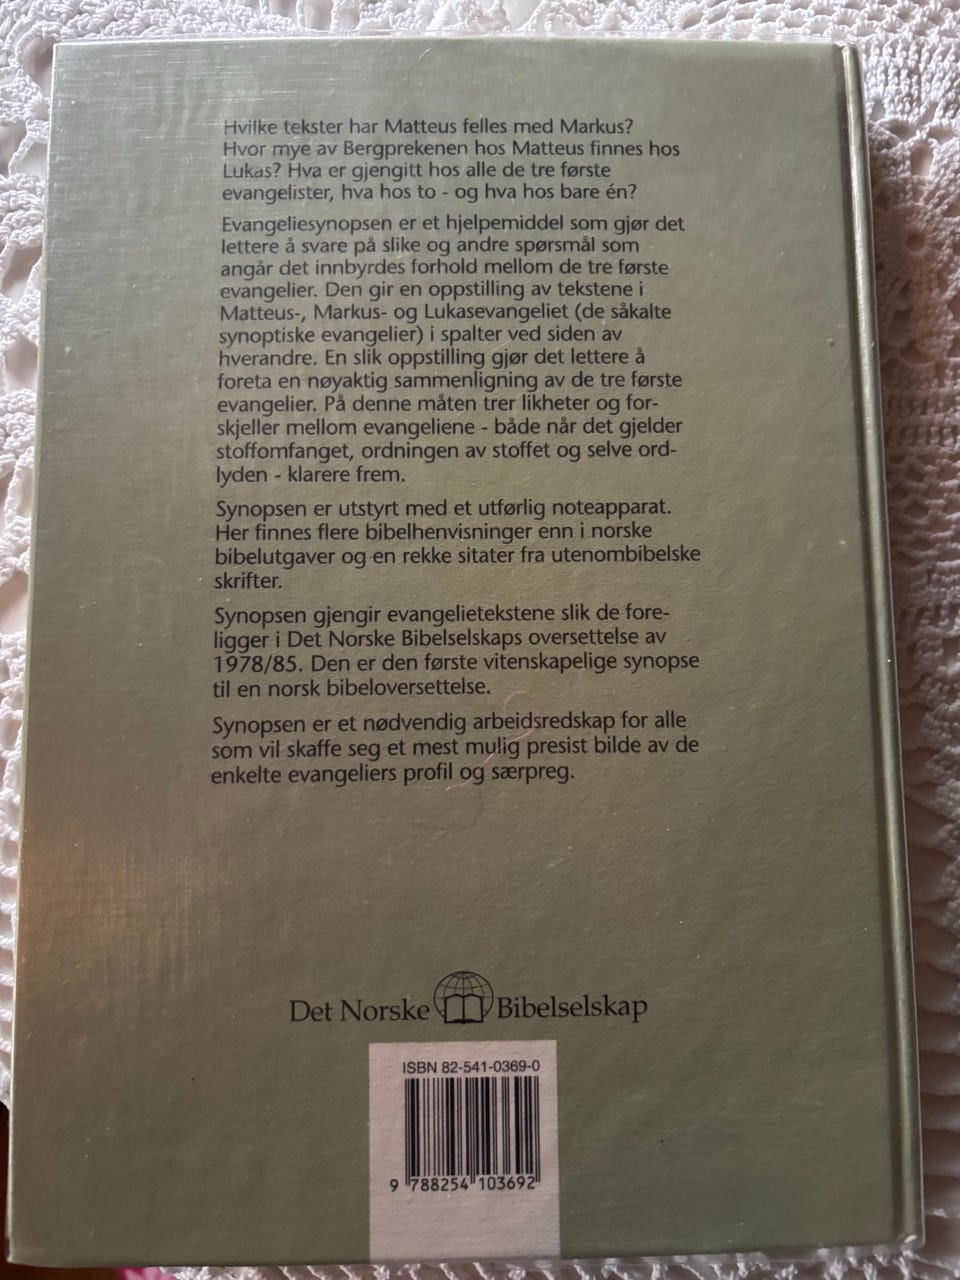 Hvilke tekster har Matteus felles med Markus?
Hvor mye av Bergprekenen hos Matteus finnes hos
Lukas? Hva er gjengitt hos alle de tre første
evangelister, hva hos to - og hva hos bare én?
Evangeliesynopsen er et hjelpemiddel som gjør det
lettere å svare på slike og andre spørsmål som
angår det innbyrdes forhold mellom de tre første
evangelier. Den gir en oppstilling av tekstene i
Matteus-, Markus- og Lukasevangeliet (de såkalte
synoptiske evangelier) i spalter ved siden av
hverandre. En slik oppstilling gjør det lettere å
foreta en nøyaktig sammenligning av de tre første
evangelier. På denne måten trer likheter og for-
skjeller mellom evangeliene - både når det gjelder
stoffomfanget, ordningen av stoffet og selve ord-
lyden - klarere frem.
Synopsen er utstyrt med et utførlig noteapparat.
Her finnes flere bibelhenvisninger enn i norske
bibelutgaver og en rekke sitater fra utenombibelske
skrifter.
Synopsen gjengir evangelietekstene slik de fore-
ligger i Det Norske Bibelselskaps oversettelse av
1978/85. Den er den første vitenskapelige synopse
til en norsk bibeloversettelse.
Synopsen er et nødvendig arbeidsredskap for alle
som vil skaffe seg et mest mulig presist bilde av de
enkelte evangeliers profil og særpreg.
Det Norske Bibelselskap
ISBN 82-541-0369-0
9 788254 103692